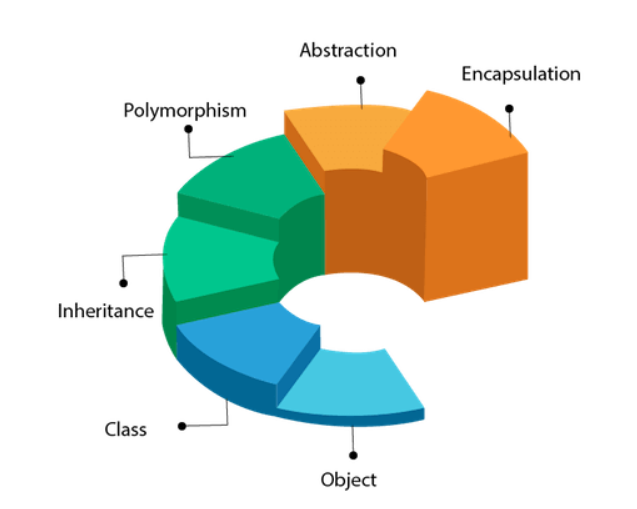 Abstraction
Encapsulation
Polymorphism
Inheritance
Class
Object